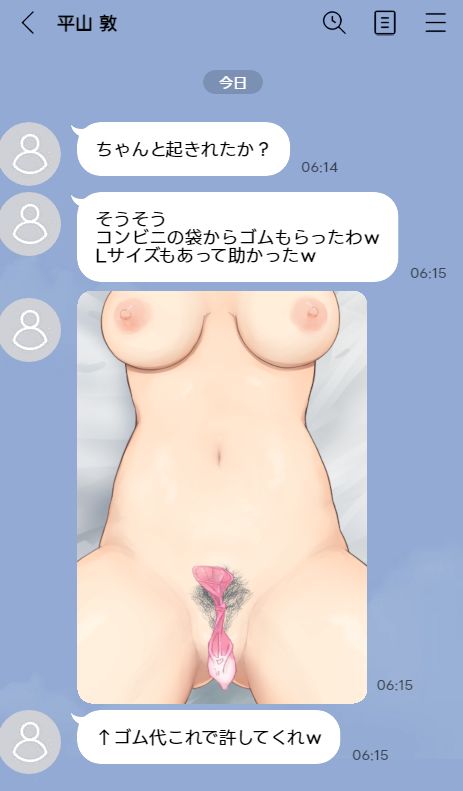 平山 敦
今日
ちゃんと起きれたか？
06:14
そうそう
コンビニの袋からゴムもらったわw
Lサイズもあって助かったw
06:15
06:15
↑ゴム代これで許してくれw
06:15